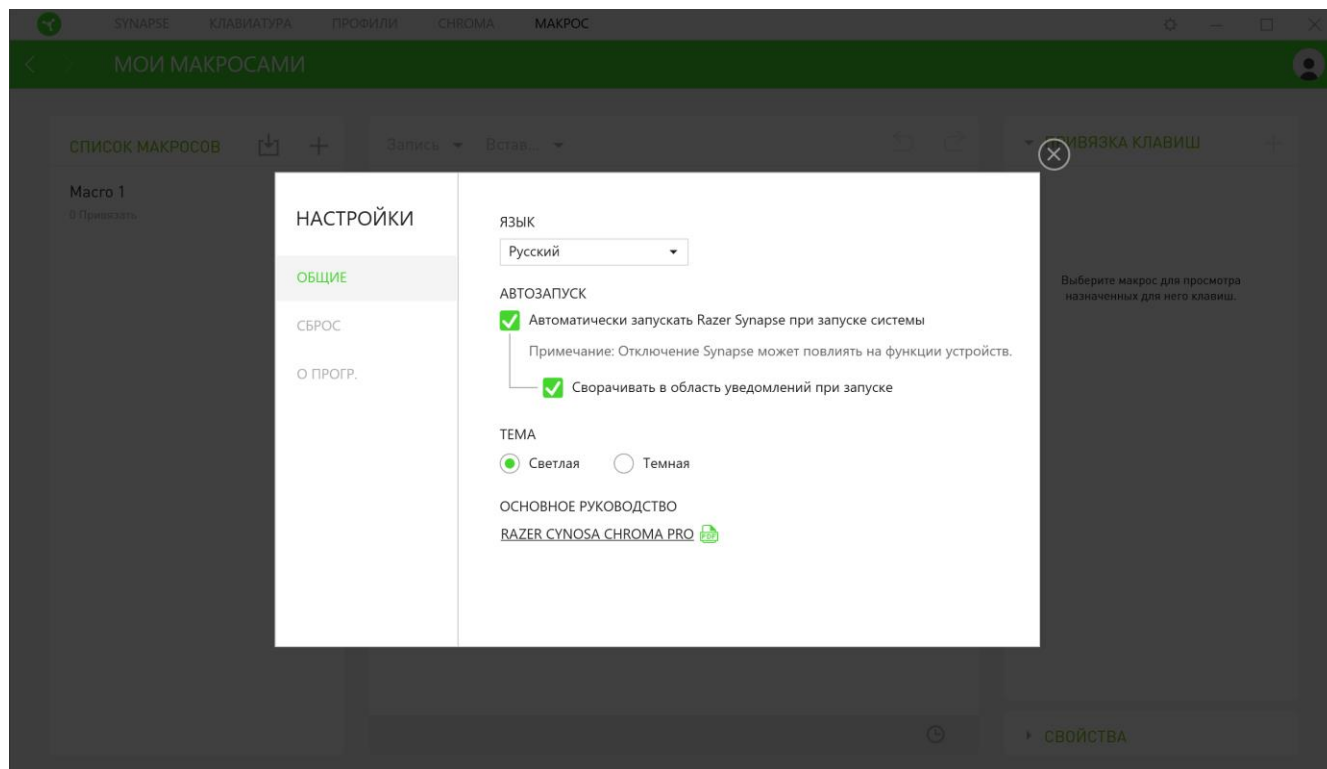 SYNAPSE КЛАВИАТУРА ПРОФИЛИ CHROMA МАКРОС
МОИ МАКРОСАМИ
СПИСОК МАКРОСОВ
Запись Встав...
Macro 1
0 Привязать
НАСТРОЙКИ
ОБЩИЕ
СБРОС
О ПРОГР.
ЯЗЫК
Русский
АВТОЗАПУСК
Автоматически запускать Razer Synapse при запуске системы
Примечание: Отключение Synapse может повлиять на функции устройств.
Сворачивать в область уведомлений при запуске
ТЕМА
Светлая Темная
ОСНОВНОЕ РУКОВОДСТВО
RAZER CYNOSA CHROMA PRO PDF
ПРИВЯЗКА КЛАВИШ
Выберите макрос для просмотра
назначенных для него клавиш.
СВОЙСТВА